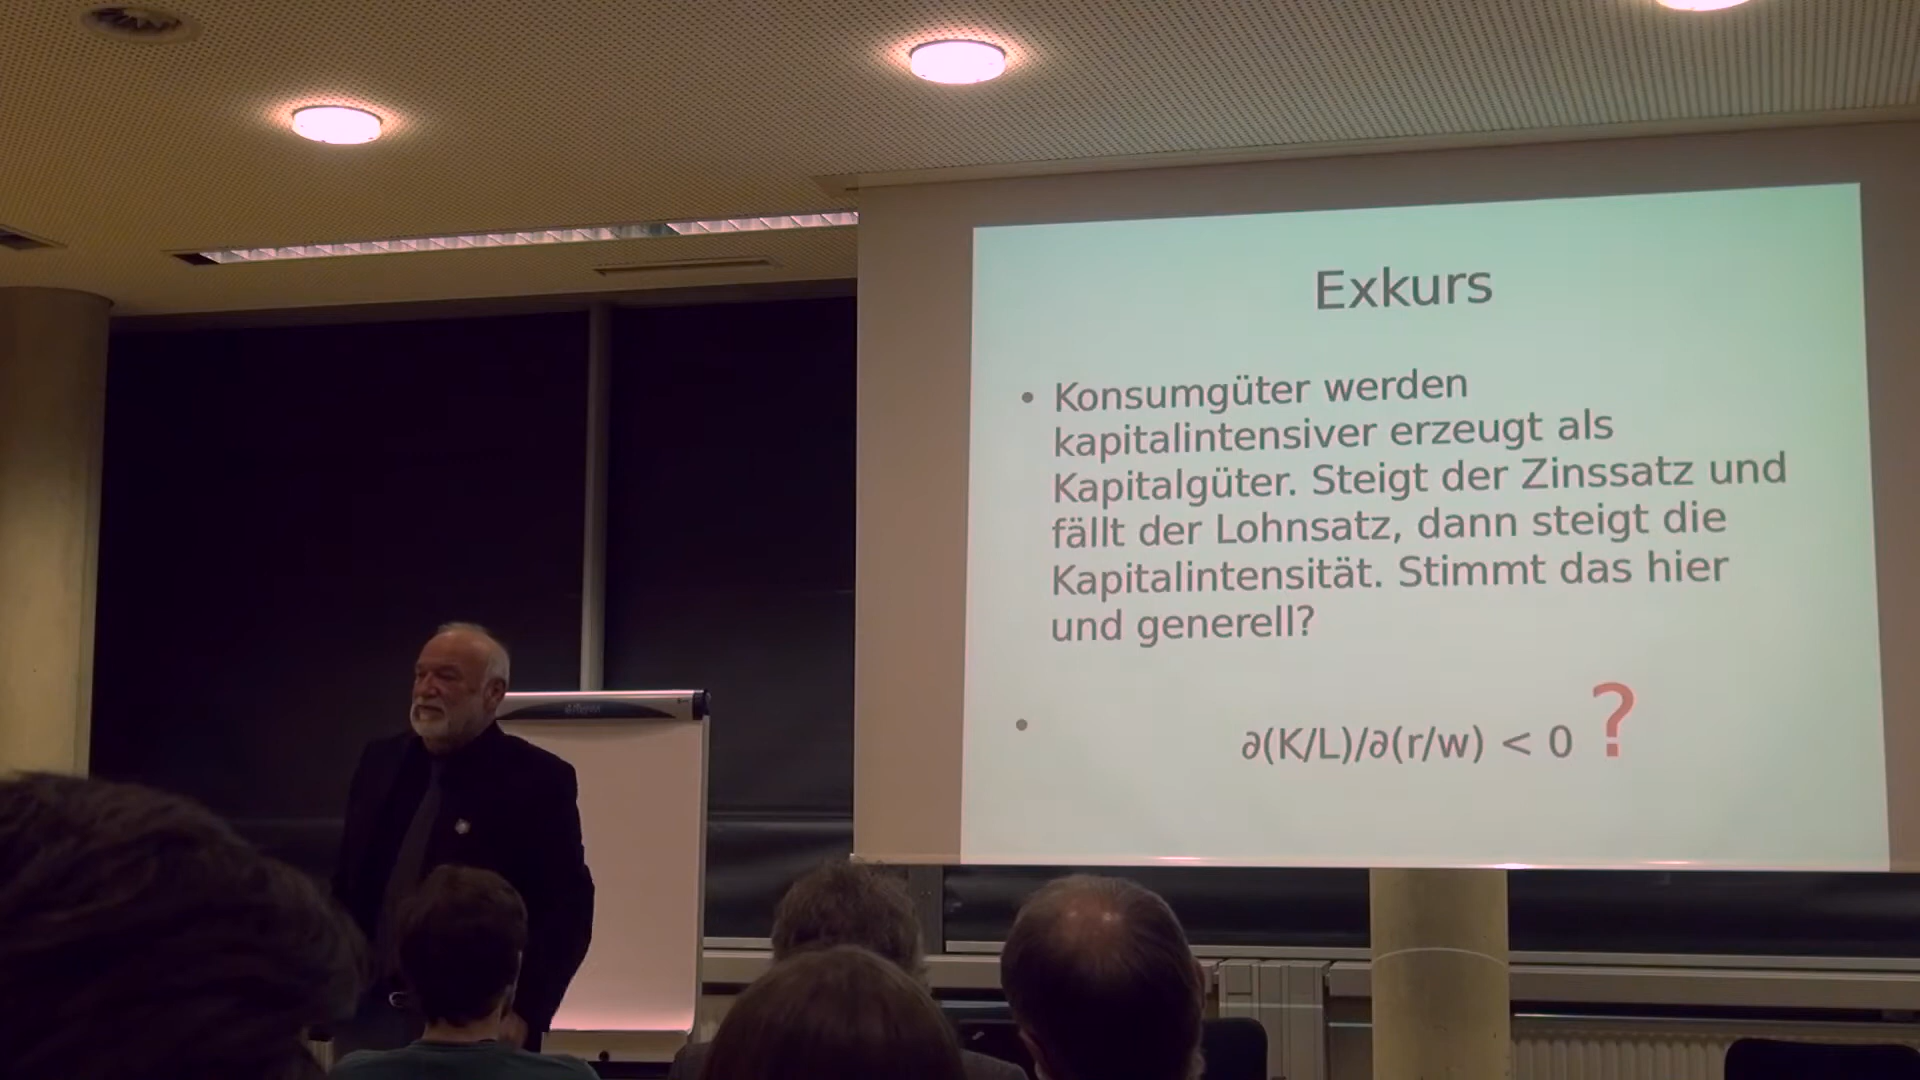 Exkurs
• Konsumgüter werden
kapitalintensiver erzeugt als
Kapitalgüter. Steigt der Zinssatz und
fällt der Lohnsatz, dann steigt die
Kapitalintensität. Stimmt das hier
und generell?
• ∂(K/L)/∂(r/w) < 0 ?